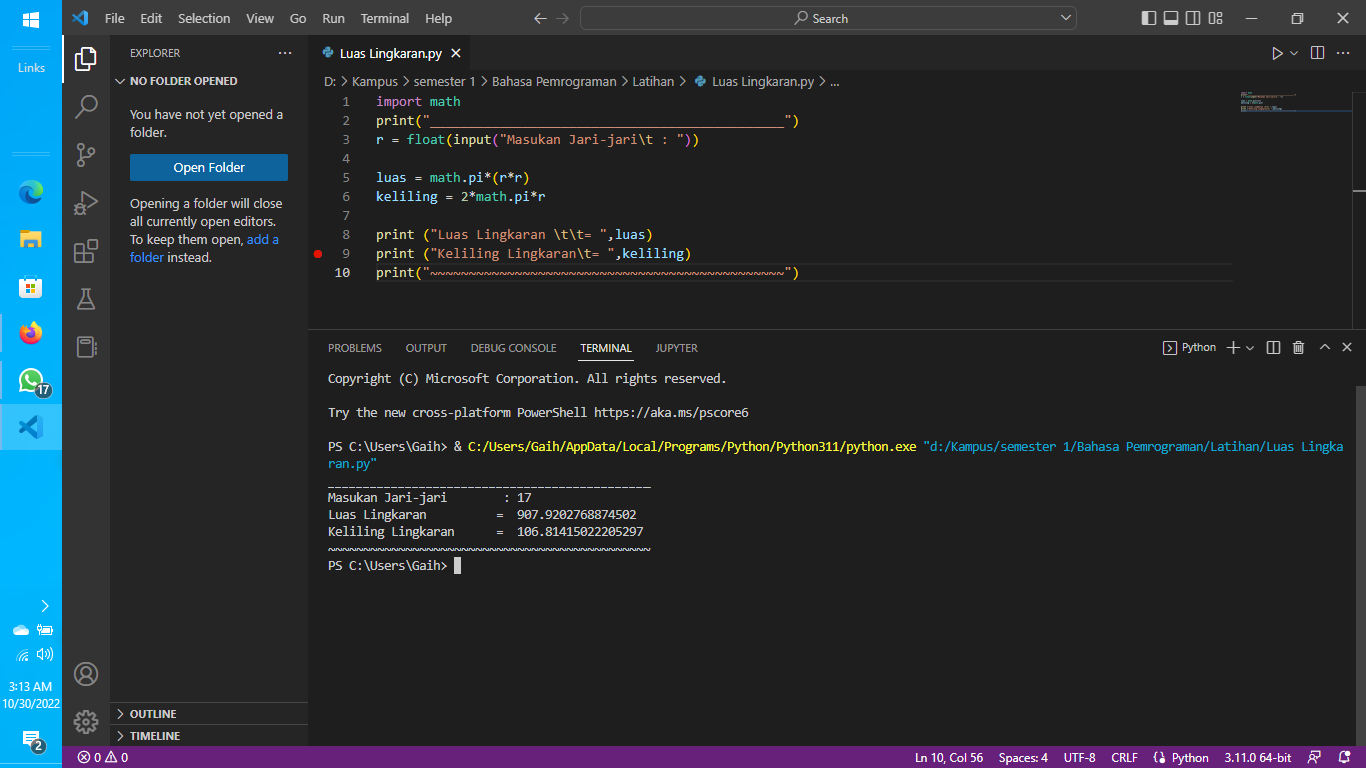 File Edit Selection View Go Run Terminal Help
Search
Links
EXPLORER
NO FOLDER OPENED
You have not yet opened a
folder.
Open Folder
Opening a folder will close
all currently open editors.
To keep them open, add a
folder instead.
OUTLINE
TIMELINE
Luas Lingkaran.py
D: > Kampus > semester 1 > Bahasa Pemrograman > Latihan > Luas Lingkaran.py > ...
1 import math
2 print("______________________________________________")
3 r = float(input("Masukan Jari-jari\t : "))
4
5 luas = math.pi*(r*r)
6 keliling = 2*math.pi*r
7
8 print ("Luas Lingkaran \t\t= ",luas)
9 print ("Keliling Lingkaran\t= ",keliling)
10 print("~~~~~~~~~~~~~~~~~~~~~~~~~~~~~~~~~~~~~~~~~~~~~~")
PROBLEMS OUTPUT DEBUG CONSOLE TERMINAL JUPYTER
Python
Copyright (C) Microsoft Corporation. All rights reserved.
Try the new cross-platform PowerShell https://aka.ms/pscore6
PS C:\Users\Gaih> & C:/Users/Gaih/AppData/Local/Programs/Python/Python311/python.exe "d:/Kampus/semester 1/Bahasa Pemrograman/Latihan/Luas Lingka
ran.py"
______________________________________________
Masukan Jari-jari : 17
Luas Lingkaran = 907.9202768874502
Keliling Lingkaran = 106.81415022205297
~~~~~~~~~~~~~~~~~~~~~~~~~~~~~~~~~~~~~~~~~~~~~~
PS C:\Users\Gaih>
17
3:13 AM
10/30/2022
2
0 0
Ln 10, Col 56 Spaces: 4 UTF-8 CRLF Python 3.11.0 64-bit